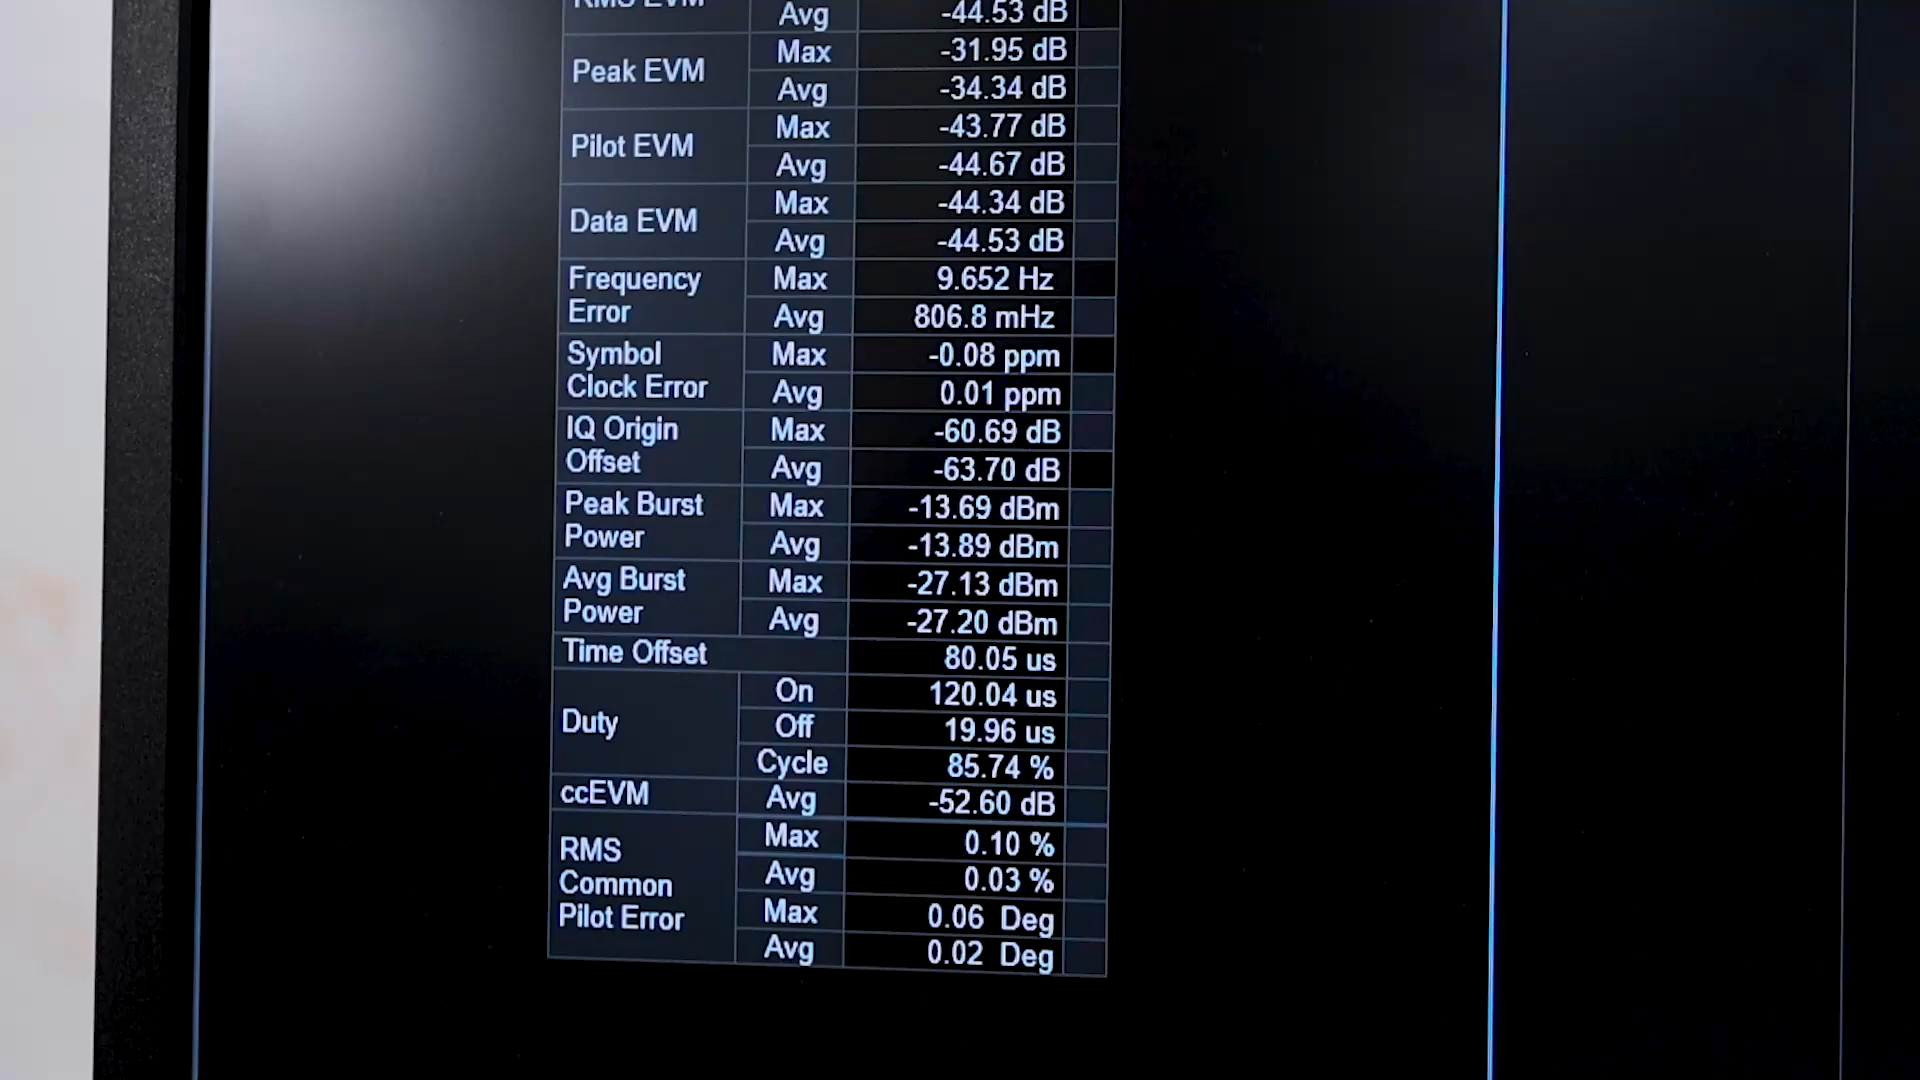 RMS EVM Avg -44.53 dB
Peak EVM Max -31.95 dB
Avg -34.34 dB
Pilot EVM Max -43.77 dB
Avg -44.67 dB
Data EVM Max -44.34 dB
Avg -44.53 dB
Frequency Max 9.652 Hz
Error Avg 806.8 mHz
Symbol Max -0.08 ppm
Clock Error Avg 0.01 ppm
IQ Origin Max -60.69 dB
Offset Avg -63.70 dB
Peak Burst Max -13.69 dBm
Power Avg -13.89 dBm
Avg Burst Max -27.13 dBm
Power Avg -27.20 dBm
Time Offset 80.05 us
On 120.04 us
Duty Off 19.96 us
Cycle 85.74 %
ccEVM Avg -52.60 dB
Max 0.10 %
RMS
Common Avg 0.03 %
Pilot Error Max 0.06 Deg
Avg 0.02 Deg